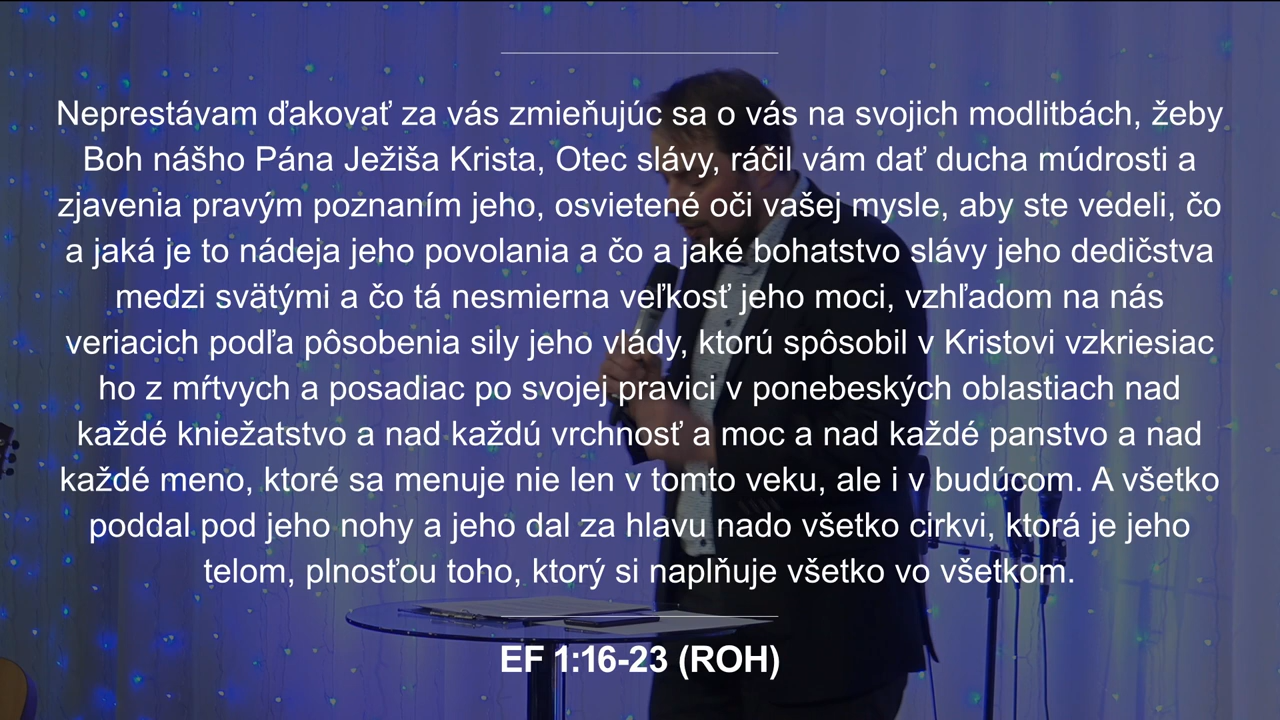 Neprestávam ďakovať za vás zmieňujúc sa o vás na svojich modlitbách, žeby
Boh nášho Pána Ježiša Krista, Otec slávy, ráčil vám dať ducha múdrosti a
zjavenia pravým poznaním jeho, osvietené oči vašej mysle, aby ste vedeli, čo
a jaká je to nádeja jeho povolania a čo a jaké bohatstvo slávy jeho dedičstva
medzi svätými a čo tá nesmierna veľkosť jeho moci, vzhľadom na nás
veriacich podľa pôsobenia sily jeho vlády, ktorú spôsobil v Kristovi vzkriesiac
ho z mŕtvych a posadiac po svojej pravici v ponebeských oblastiach nad
každé kniežatstvo a nad každú vrchnosť a moc a nad každé panstvo a nad
každé meno, ktoré sa menuje nie len v tomto veku, ale i v budúcom. A všetko
poddal pod jeho nohy a jeho dal za hlavu nado všetko cirkvi, ktorá je jeho
telom, plnosťou toho, ktorý si naplňuje všetko vo všetkom.
EF 1:16-23 (ROH)